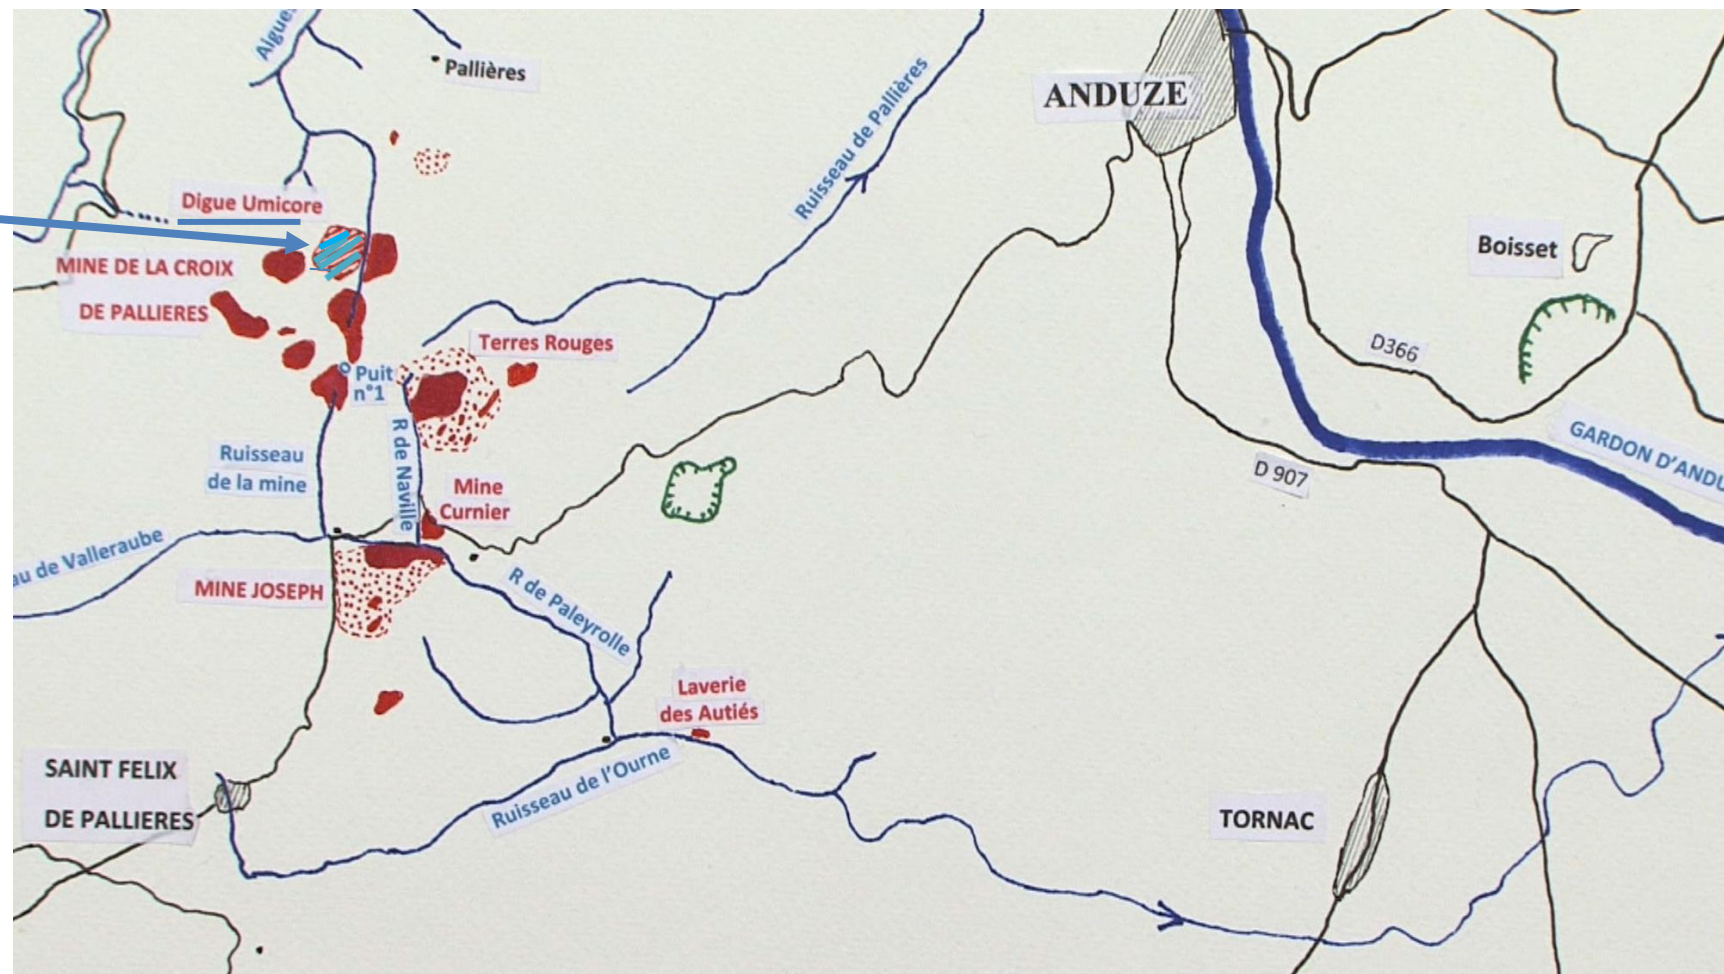 Pallières
ANDUZE
Ruisseau de Pallières
Digue Umicore
MINE DE LA CROIX
DE PALLIERES
Boisset
Terres Rouges
D366
Puit
n°1
R de Naville
Ruisseau
de la mine
GARDON D'ANDU
D 907
Mine
Curnier
au de Valleraube
MINE JOSEPH
R de Paleyrolle
Laverie
des Autiés
Ruisseau de l'Ourne
SAINT FELIX
DE PALLIERES
TORNAC